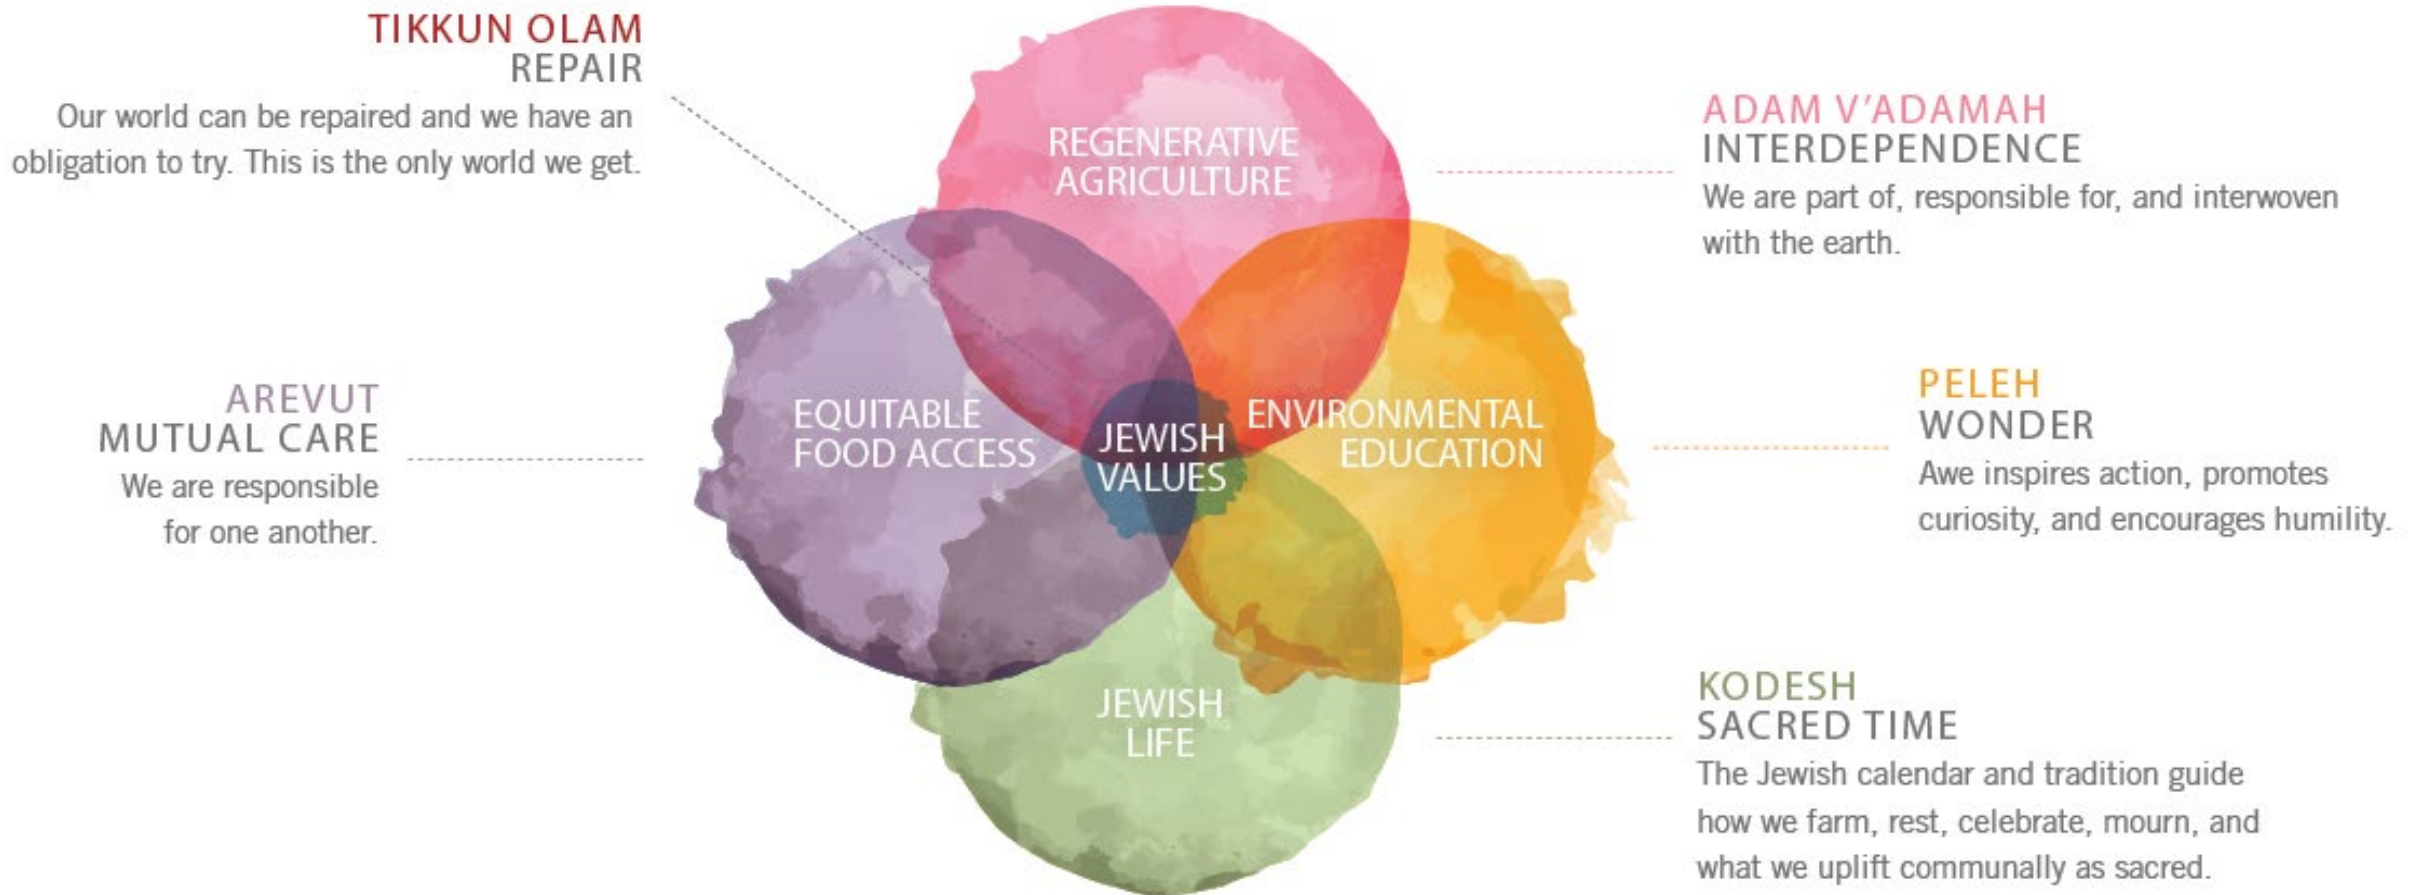 TIKKUN OLAM
REPAIR
Our world can be repaired and we have an
obligation to try. This is the only world we get.
REGENERATIVE
AGRICULTURE
ADAM V’ADAMAH
INTERDEPENDENCE
We are part of, responsible for, and interwoven
with the earth.
AREVUT
MUTUAL CARE
We are responsible
for one another.
EQUITABLE
FOOD ACCESS
JEWISH
VALUES
ENVIRONMENTAL
EDUCATION
PELEH
WONDER
Awe inspires action, promotes
curiosity, and encourages humility.
JEWISH
LIFE
KODESH
SACRED TIME
The Jewish calendar and tradition guide
how we farm, rest, celebrate, mourn, and
what we uplift communally as sacred.